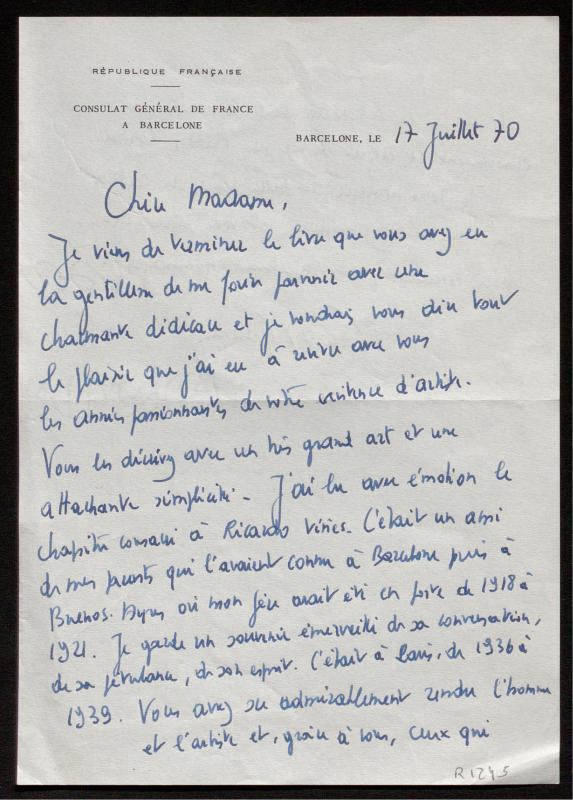 RÉPUBLIQUE FRANÇAISE
CONSULAT GÉNÉRAL DE FRANCE
A BARCELONE
BARCELONE, LE 17 Juillet 70
Chère Madame,
Je viens de terminer le livre que vous avez eu
la gentillesse de me faire parvenir avec une
charmante dédicace et je voudrais vous dire tout
le plaisir que j'ai eu à revivre avec vous
les années passionnantes de votre existence d'artiste.
Vous les décrivez avec un très grand art et une
attachante simplicité. J'ai lu avec émotion le
chapitre consacré à Ricardo Viñes. C'était un ami
de mes parents qui l'avaient connu à Barcelone puis à
Buenos-Ayres où mon père avait été en poste de 1918 à
1921. Je garde un souvenir émerveillé de sa conversation,
de sa pétulance, de son esprit. C'était à Paris, de 1936 à
1939. Vous avez su admirablement rendre l'homme
et l'artiste et, grâce à vous, ceux qui
R 1245